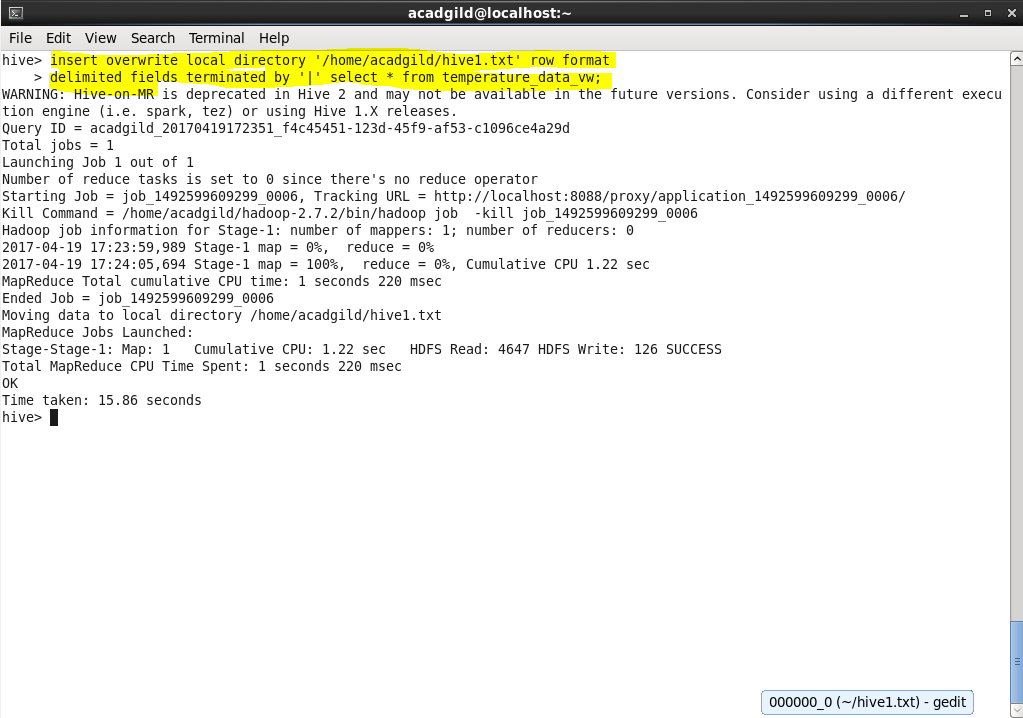 acadgild@localhost:~
File Edit View Search Terminal Help
hive> insert overwrite local directory '/home/acadgild/hive1.txt' row format
    > delimited fields terminated by '|' select * from temperature_data_vw;
WARNING: Hive-on-MR is deprecated in Hive 2 and may not be available in the future versions. Consider using a different execu
tion engine (i.e. spark, tez) or using Hive 1.X releases.
Query ID = acadgild_20170419172351_f4c45451-123d-45f9-af53-c1096ce4a29d
Total jobs = 1
Launching Job 1 out of 1
Number of reduce tasks is set to 0 since there's no reduce operator
Starting Job = job_1492599609299_0006, Tracking URL = http://localhost:8088/proxy/application_1492599609299_0006/
Kill Command = /home/acadgild/hadoop-2.7.2/bin/hadoop job  -kill job_1492599609299_0006
Hadoop job information for Stage-1: number of mappers: 1; number of reducers: 0
2017-04-19 17:23:59,989 Stage-1 map = 0%,  reduce = 0%
2017-04-19 17:24:05,694 Stage-1 map = 100%,  reduce = 0%, Cumulative CPU 1.22 sec
MapReduce Total cumulative CPU time: 1 seconds 220 msec
Ended Job = job_1492599609299_0006
Moving data to local directory /home/acadgild/hive1.txt
MapReduce Jobs Launched:
Stage-Stage-1: Map: 1   Cumulative CPU: 1.22 sec   HDFS Read: 4647 HDFS Write: 126 SUCCESS
Total MapReduce CPU Time Spent: 1 seconds 220 msec
OK
Time taken: 15.86 seconds
hive>
000000_0 (~/hive1.txt) - gedit